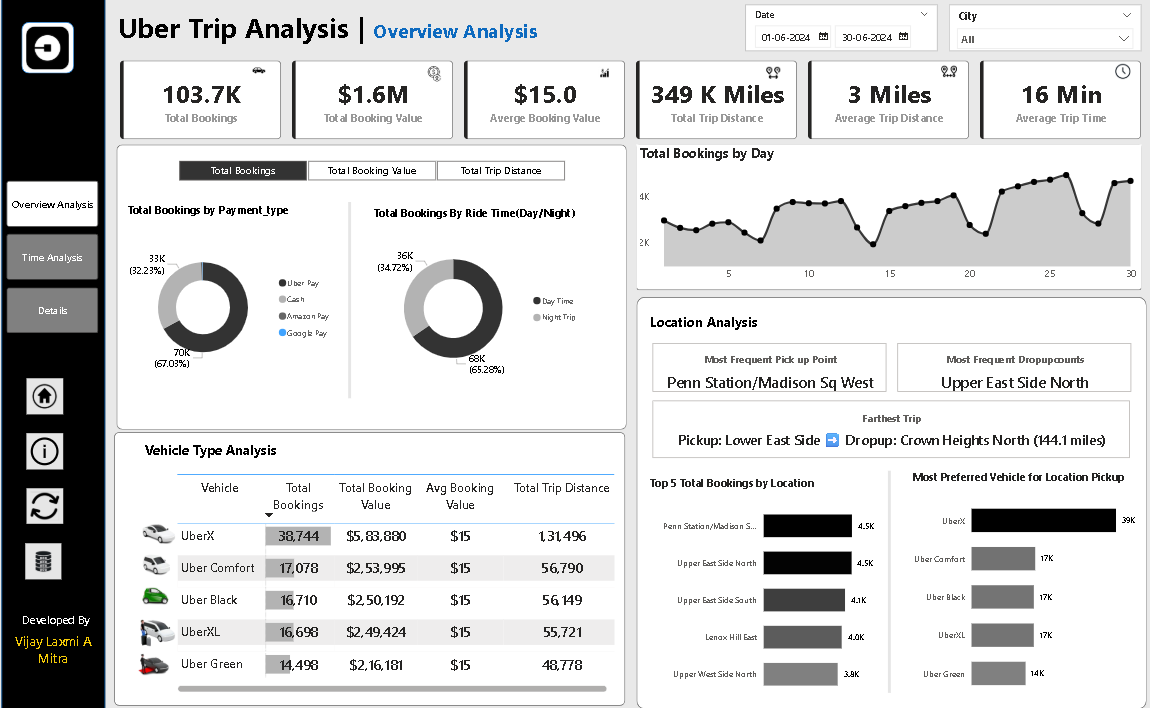 Uber Trip Analysis | Overview Analysis
Date
01-06-2024 30-06-2024
City
All
103.7K
Total Bookings
$1.6M
Total Booking Value
$15.0
Averge Booking Value
349 K Miles
Total Trip Distance
3 Miles
Average Trip Distance
16 Min
Average Trip Time
Overview Analysis
Time Analysis
Details
Developed By
Vijay Laxmi A
Mitra
Total Bookings
Total Booking Value
Total Trip Distance
Total Bookings by Payment_type
33K
(32.23%)
70K
(67.03%)
Uber Pay
Cash
Amazon Pay
Google Pay
Total Bookings By Ride Time(Day/Night)
36K
(34.72%)
68K
(65.28%)
Day Time
Night Trip
Total Bookings by Day
4K
2K
5 10 15 20 25 30
Vehicle Type Analysis
Vehicle Total Bookings Total Booking Value Avg Booking Value Total Trip Distance
UberX 38,744 $5,83,880 $15 1,31,496
Uber Comfort 17,078 $2,53,995 $15 56,790
Uber Black 16,710 $2,50,192 $15 56,149
UberXL 16,698 $2,49,424 $15 55,721
Uber Green 14,498 $2,16,181 $15 48,778
Location Analysis
Most Frequent Pick up Point
Penn Station/Madison Sq West
Most Frequent Dropupcounts
Upper East Side North
Farthest Trip
Pickup: Lower East Side ➡ Dropup: Crown Heights North (144.1 miles)
Top 5 Total Bookings by Location
Penn Station/Madison S... 4.5K
Upper East Side North 4.5K
Upper East Side South 4.1K
Lenox Hill East 4.0K
Upper West Side North 3.8K
Most Preferred Vehicle for Location Pickup
UberX 39K
Uber Comfort 17K
Uber Black 17K
UberXL 17K
Uber Green 14K